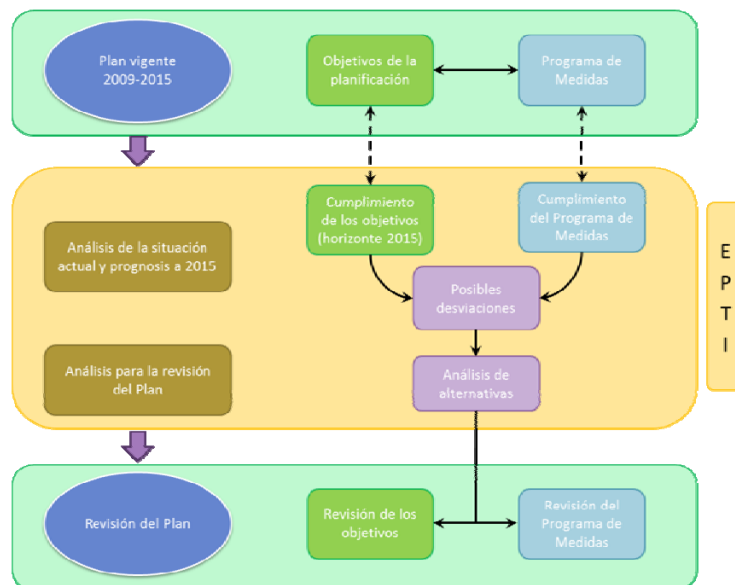 Plan vigente
2009-2015
Objetivos de la
planificación
Programa de
Medidas
Cumplimiento
de los objetivos
(horizonte 2015)
Cumplimiento
del Programa de
Medidas
Análisis de la situación
actual y prognosis a 2015
Posibles
desviaciones
Análisis para la revisión
del Plan
Análisis de
alternativas
E
P
T
I
Revisión del Plan
Revisión de los
objetivos
Revisión del
Programa de
Medidas